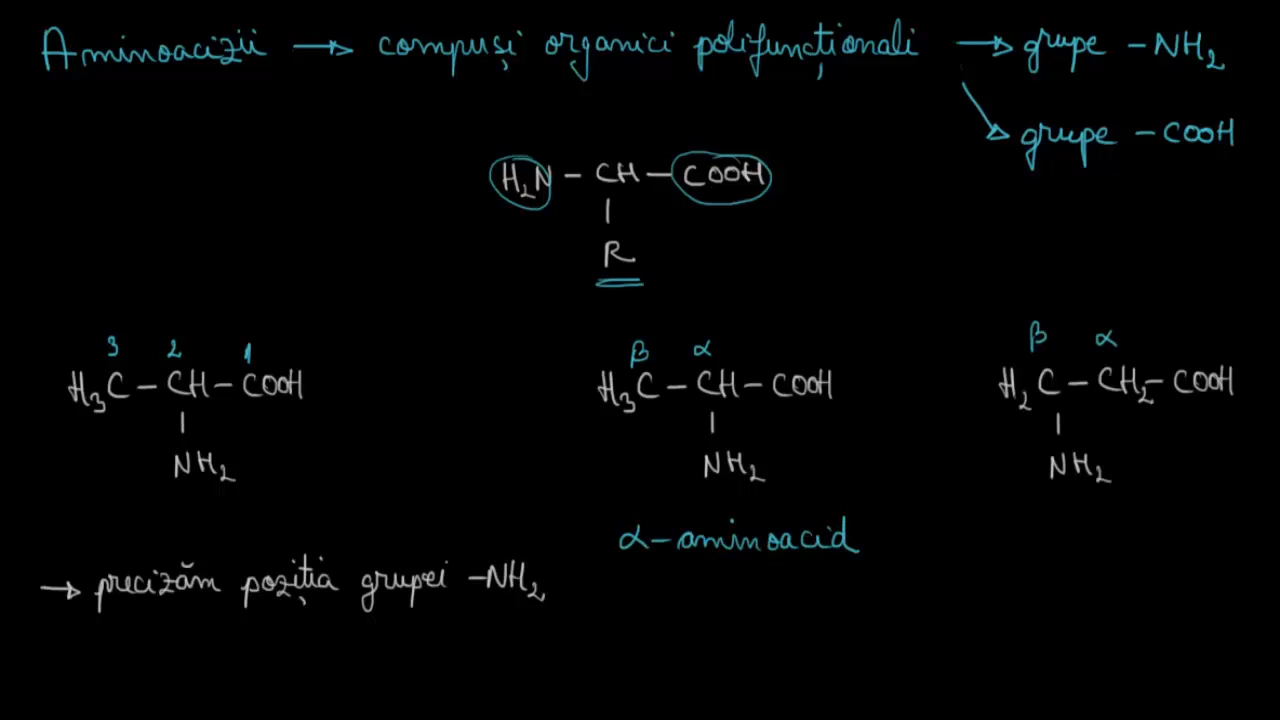 Aminoacizii → compuși organici polifuncționali → grupe -NH2
→ grupe -COOH
H2N - CH - COOH
|
R
3 2 1 β α β α
H3C - CH - COOH H3C - CH - COOH H2C - CH2 - COOH
| | |
NH2 NH2 NH2
α-aminoacid
→ precizăm poziția grupei -NH2